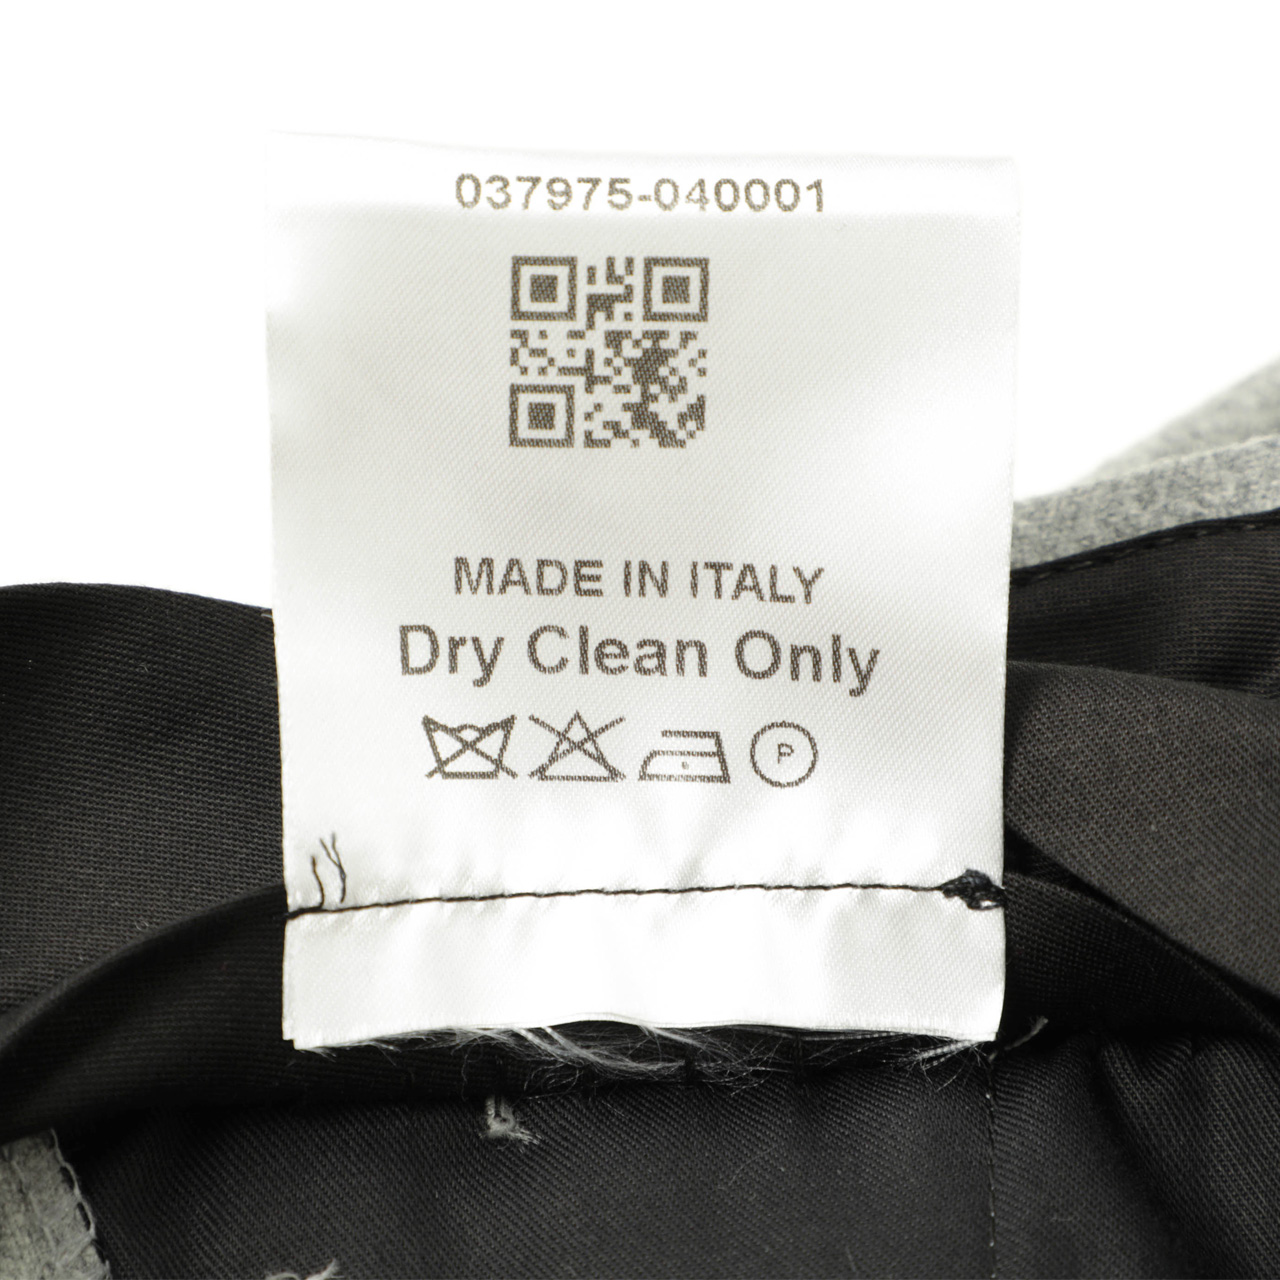 037975-040001
MADE IN ITALY
Dry Clean Only
P